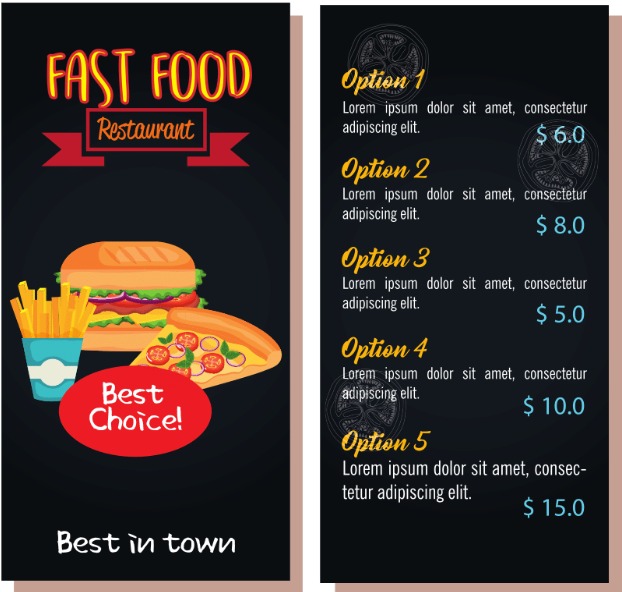 FAST FOOD
Restaurant
Best
Choice!
Best in town
Option 1
Lorem ipsum dolor sit amet, consectetur
adipiscing elit.
$ 6.0
Option 2
Lorem ipsum dolor sit amet, consectetur
adipiscing elit.
$ 8.0
Option 3
Lorem ipsum dolor sit amet, consectetur
adipiscing elit.
$ 5.0
Option 4
Lorem ipsum dolor sit amet, consectetur
adipiscing elit.
$ 10.0
Option 5
Lorem ipsum dolor sit amet, consec-
tetur adipiscing elit.
$ 15.0